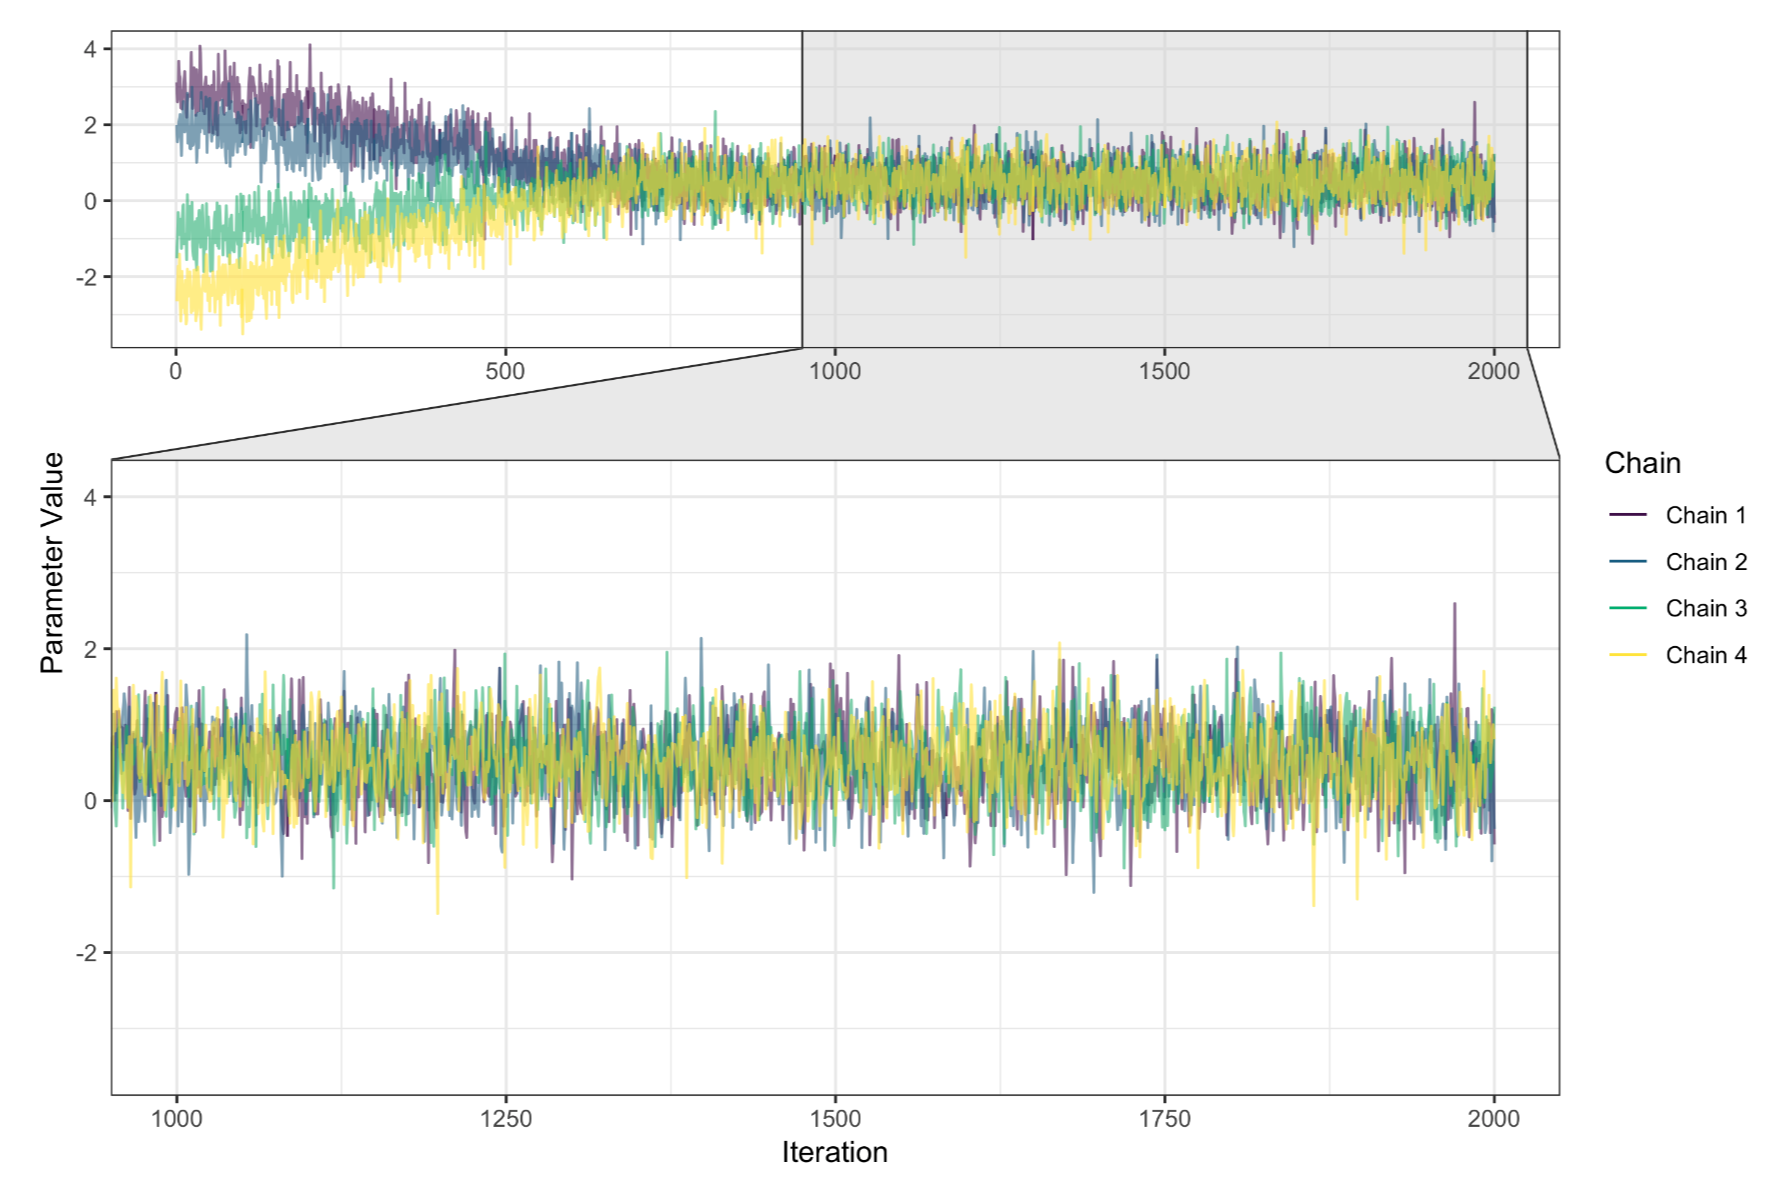 4
2
0
-2
0 500 1000 1500 2000
Parameter Value
4
2
0
-2
1000 1250 1500 1750 2000
Iteration
Chain
Chain 1
Chain 2
Chain 3
Chain 4